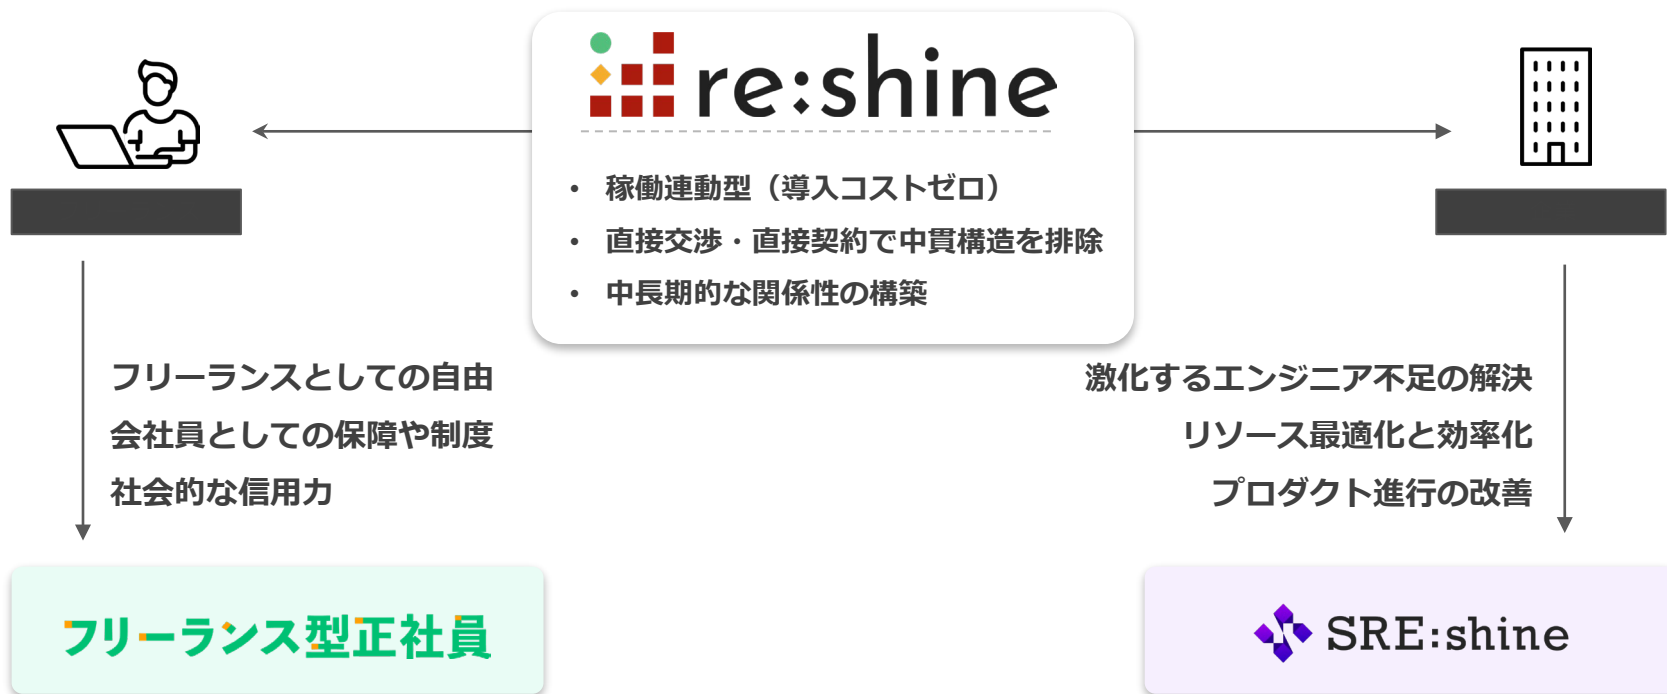 re:shine
• 稼働連動型（導入コストゼロ）
• 直接交渉・直接契約で中貫構造を排除
• 中長期的な関係性の構築
フリーランスとしての自由
会社員としての保障や制度
社会的な信用力
激化するエンジニア不足の解決
リソース最適化と効率化
プロダクト進行の改善
フリーランス型正社員
SRE:shine